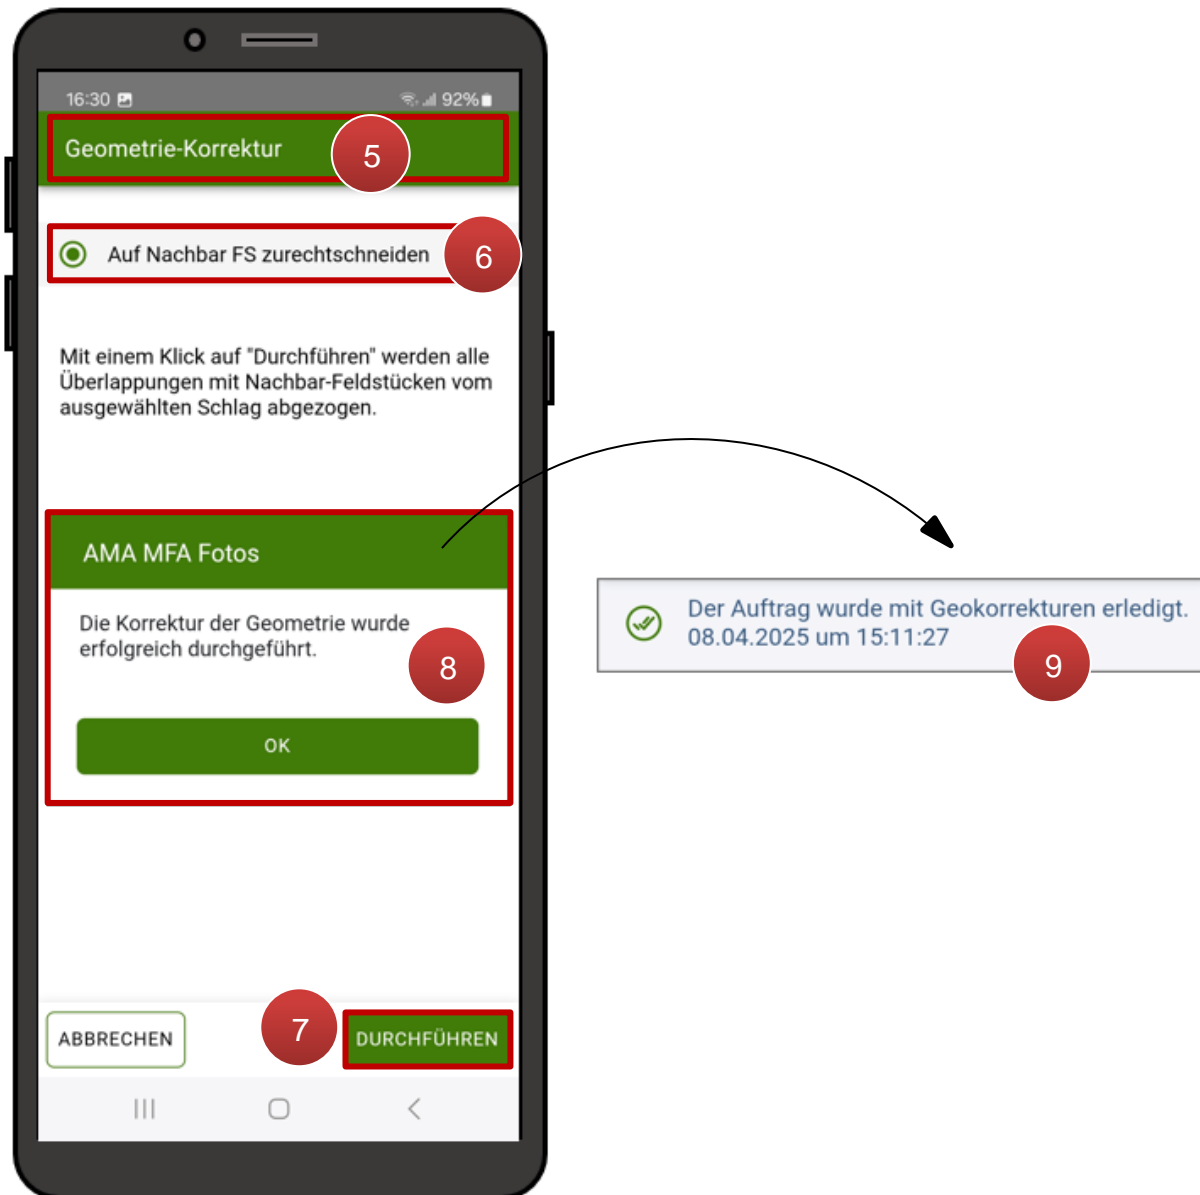 16:30 92%
Geometrie-Korrektur
5
Auf Nachbar FS zurechtschneiden
6
Mit einem Klick auf "Durchführen" werden alle
Überlappungen mit Nachbar-Feldstücken vom
ausgewählten Schlag abgezogen.
AMA MFA Fotos
Die Korrektur der Geometrie wurde
erfolgreich durchgeführt.
8
OK
Der Auftrag wurde mit Geokorrekturen erledigt.
08.04.2025 um 15:11:27
9
ABBRECHEN
7
DURCHFÜHREN